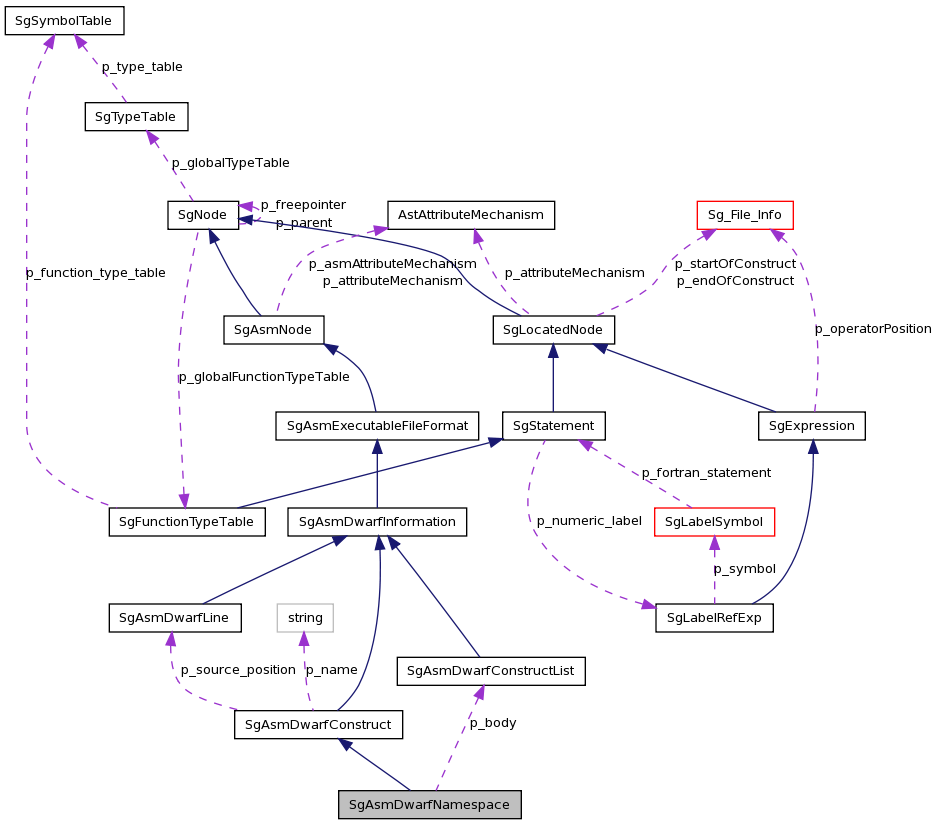 SgSymbolTable
p_type_table
SgTypeTable
p_globalTypeTable
SgNode
p_freepointer
p_parent
AstAttributeMechanism
Sg_File_Info
p_function_type_table
p_asmAttributeMechanism
p_attributeMechanism
p_attributeMechanism
p_startOfConstruct
p_endOfConstruct
SgAsmNode
SgLocatedNode
p_operatorPosition
p_globalFunctionTypeTable
SgAsmExecutableFileFormat
SgStatement
SgExpression
p_fortran_statement
SgFunctionTypeTable
SgAsmDwarfInformation
p_numeric_label
SgLabelSymbol
p_symbol
SgAsmDwarfLine
string
SgLabelRefExp
p_source_position
p_name
SgAsmDwarfConstructList
SgAsmDwarfConstruct
p_body
SgAsmDwarfNamespace